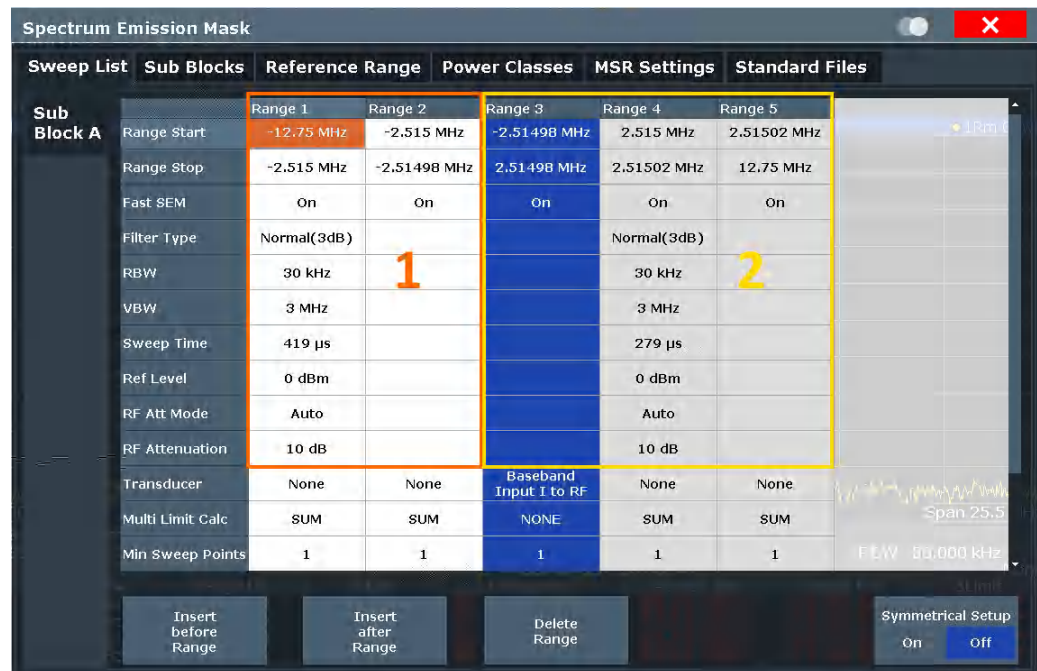 Spectrum Emission Mask
Sweep List Sub Blocks Reference Range Power Classes MSR Settings Standard Files
Sub
Block A
Range 1 Range 2 Range 3 Range 4 Range 5
Range Start -12.75 MHz -2.515 MHz -2.51498 MHz 2.515 MHz 2.51502 MHz
Range Stop -2.515 MHz -2.51498 MHz 2.51498 MHz 2.51502 MHz 12.75 MHz
Fast SEM On On On On On
Filter Type Normal(3dB) Normal(3dB)
RBW 30 kHz 30 kHz
1 2
VBW 3 MHz 3 MHz
Sweep Time 419 µs 279 µs
Ref Level 0 dBm 0 dBm
RF Att Mode Auto Auto
RF Attenuation 10 dB 10 dB
Transducer None None Baseband
Input I to RF None None
Multi Limit Calc SUM SUM NONE SUM SUM
Span 25.5
Min Sweep Points 1 1 1 1 1
Insert
before
Range
Insert
after
Range
Delete
Range
Symmetrical Setup
On Off